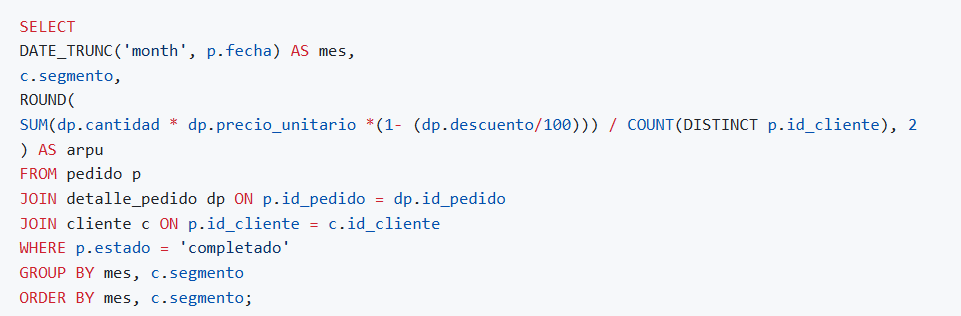 SELECT
DATE_TRUNC('month', p.fecha) AS mes,
c.segmento,
ROUND(
SUM(dp.cantidad * dp.precio_unitario *(1- (dp.descuento/100))) / COUNT(DISTINCT p.id_cliente), 2
) AS arpu
FROM pedido p
JOIN detalle_pedido dp ON p.id_pedido = dp.id_pedido
JOIN cliente c ON p.id_cliente = c.id_cliente
WHERE p.estado = 'completado'
GROUP BY mes, c.segmento
ORDER BY mes, c.segmento;